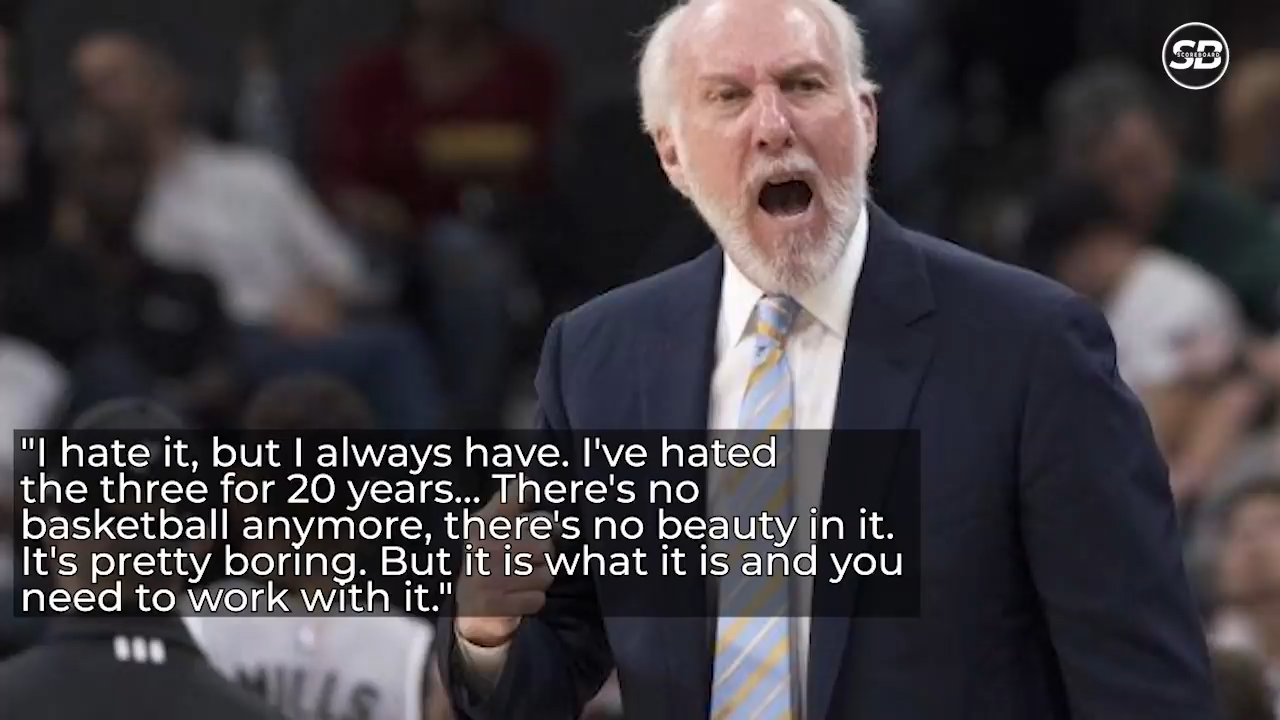 SB
SCOREBOARD
"I hate it, but I always have. I've hated
the three for 20 years... There's no
basketball anymore, there's no beauty in it.
It's pretty boring. But it is what it is and you
need to work with it."
MILLS